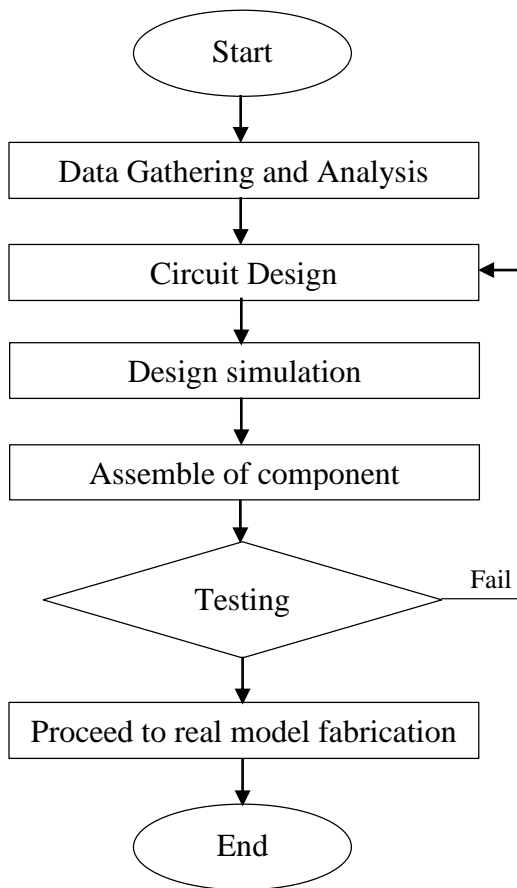 Start
Data Gathering and Analysis
Circuit Design
Design simulation
Assemble of component
Testing
Fail
Proceed to real model fabrication
End